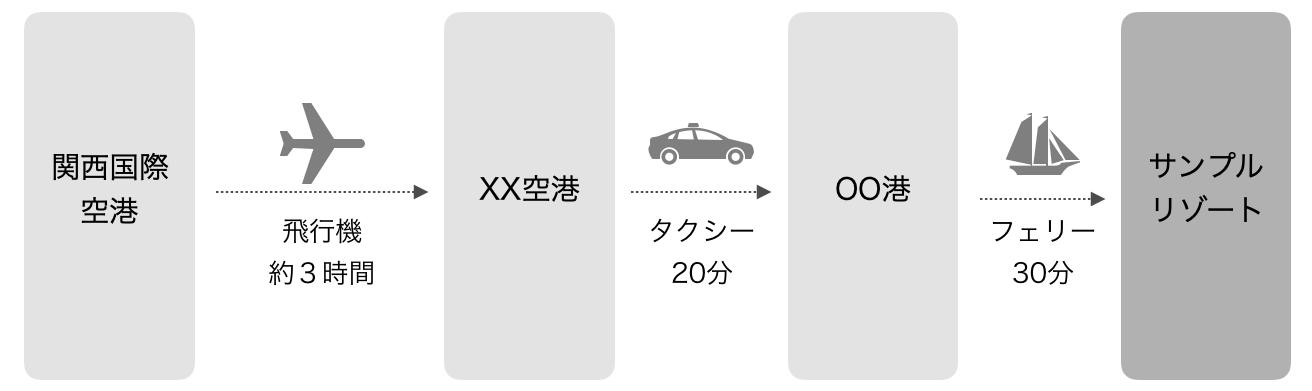 関西国際
空港
飛行機
約３時間
XX空港
タクシー
20分
OO港
フェリー
30分
サンプル
リゾート